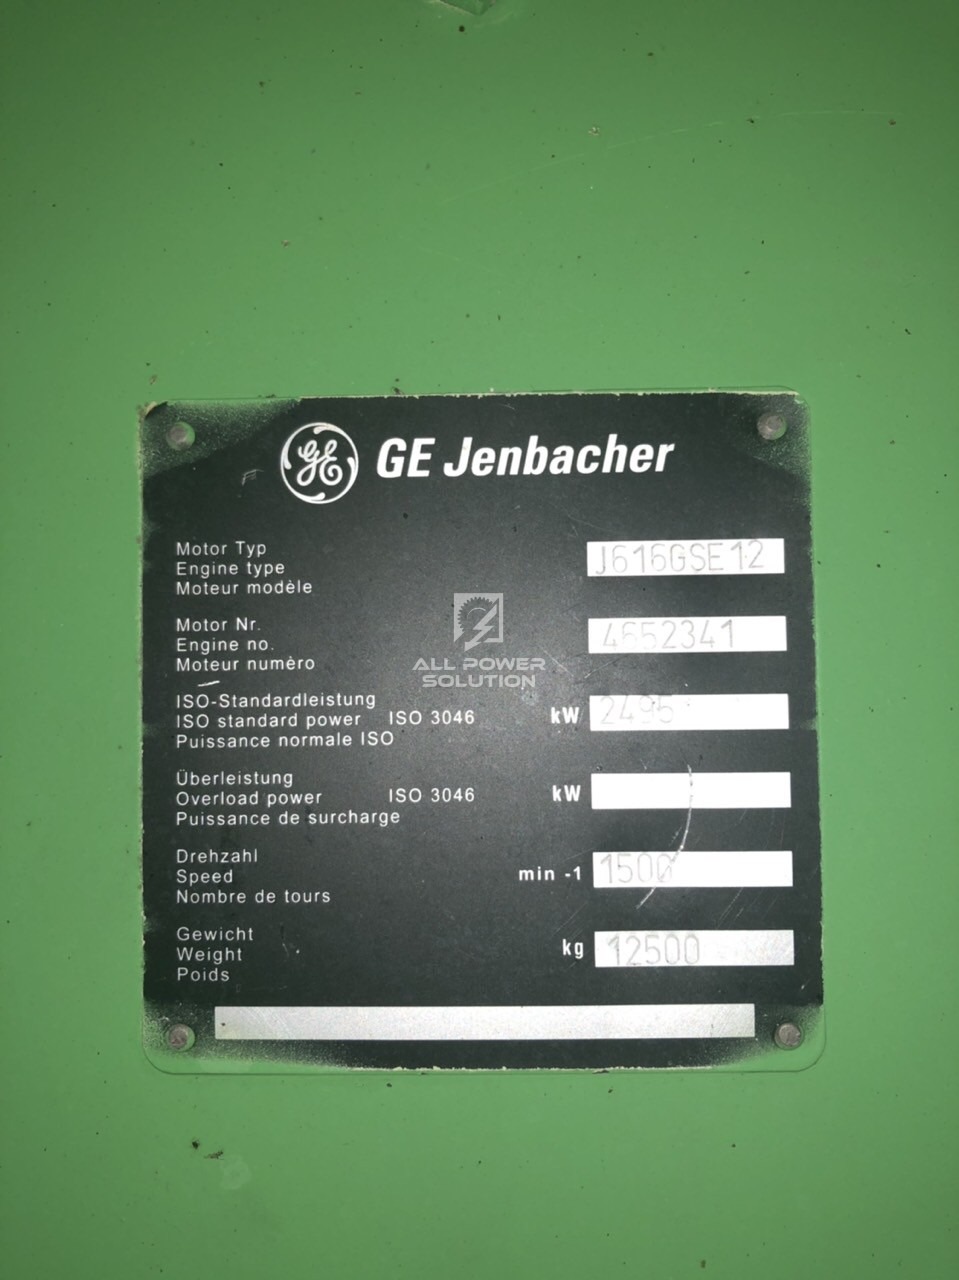 GE GE Jenbacher
Motor Typ
Engine type J616GSE12
Moteur modèle
Motor Nr.
Engine no. 4652341
Moteur numèro
ALL POWER
SOLUTION
ISO-Standardleistung
ISO standard power ISO 3046 kW 2495
Puissance normale ISO
Überleistung
Overload power ISO 3046 kW
Puissance de surcharge
Drehzahl
Speed min -1 1500
Nombre de tours
Gewicht
Weight kg 12500
Poids